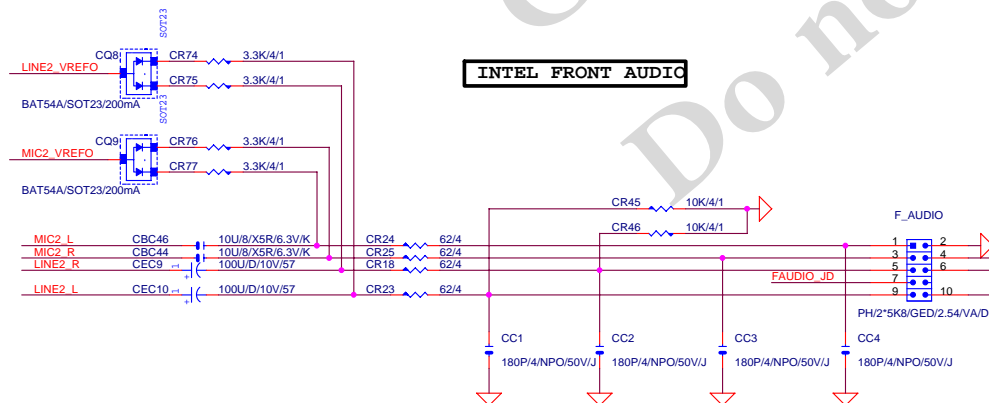 SOT23
CQ8
CR74
3.3K/4/1
LINE2_VREFO
CR75
3.3K/4/1
INTEL FRONT AUDIO
BAT54A/SOT23/200mA
SOT23
CQ9
CR76
3.3K/4/1
MIC2_VREFO
CR77
3.3K/4/1
BAT54A/SOT23/200mA
CR45
10K/4/1
F_AUDIO
CR46
10K/4/1
MIC2_L
CBC46
10U/8/X5R/6.3V/K
CR24
62/4
1
2
MIC2_R
CBC44
10U/8/X5R/6.3V/K
CR25
62/4
3
4
LINE2_R
CEC9
1
+
100U/D/10V/57
CR18
62/4
5
6
FAUDIO_JD
7
LINE2_L
CEC10
1
+
100U/D/10V/57
CR23
62/4
9
10
PH/2*5K8/GED/2.54/VA/D
CC1
CC2
CC3
CC4
180P/4/NPO/50V/J
180P/4/NPO/50V/J
180P/4/NPO/50V/J
180P/4/NPO/50V/J
Do